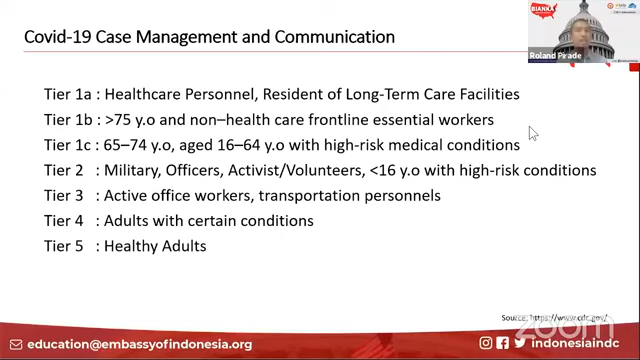 Covid-19 Case Management and Communication
BIANKA
Roland Pirade
Tier 1a : Healthcare Personnel, Resident of Long-Term Care Facilities
Tier 1b : >75 y.o and non-health care frontline essential workers
Tier 1c : 65–74 y.o, aged 16–64 y.o with high-risk medical conditions
Tier 2 : Military, Officers, Activist/Volunteers, <16 y.o with high-risk conditions
Tier 3 : Active office workers, transportation personnels
Tier 4 : Adults with certain conditions
Tier 5 : Healthy Adults
Source: https://www.cdc.gov/
zoom
education@embassyofindonesia.org
indonesiaindc